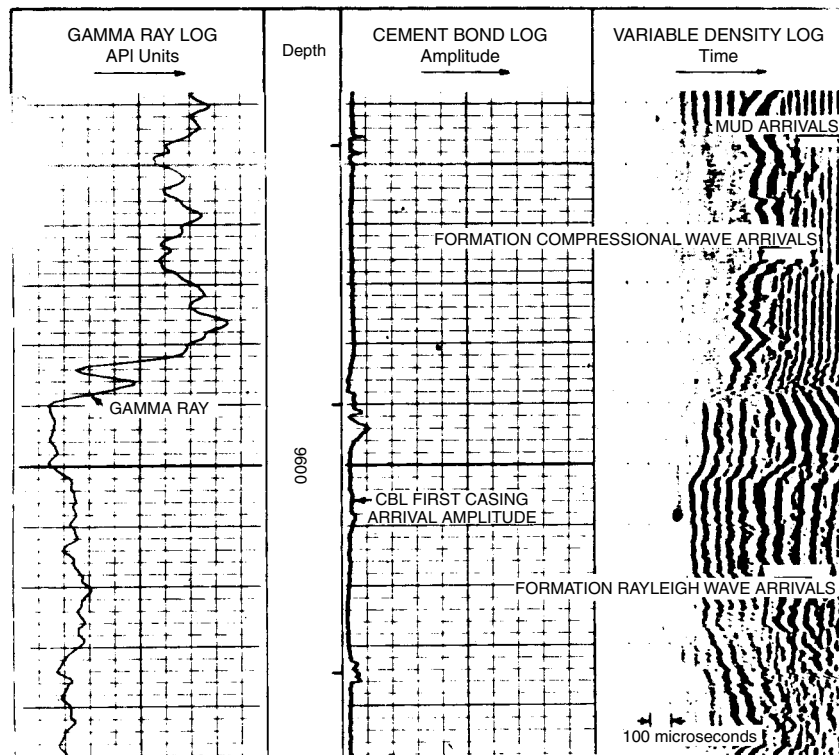 GAMMA RAY LOG
API Units
Depth
CEMENT BOND LOG
Amplitude
VARIABLE DENSITY LOG
Time
MUD ARRIVALS
FORMATION COMPRESSIONAL WAVE ARRIVALS
GAMMA RAY
9600
CBL FIRST CASING
ARRIVAL AMPLITUDE
FORMATION RAYLEIGH WAVE ARRIVALS
100 microseconds